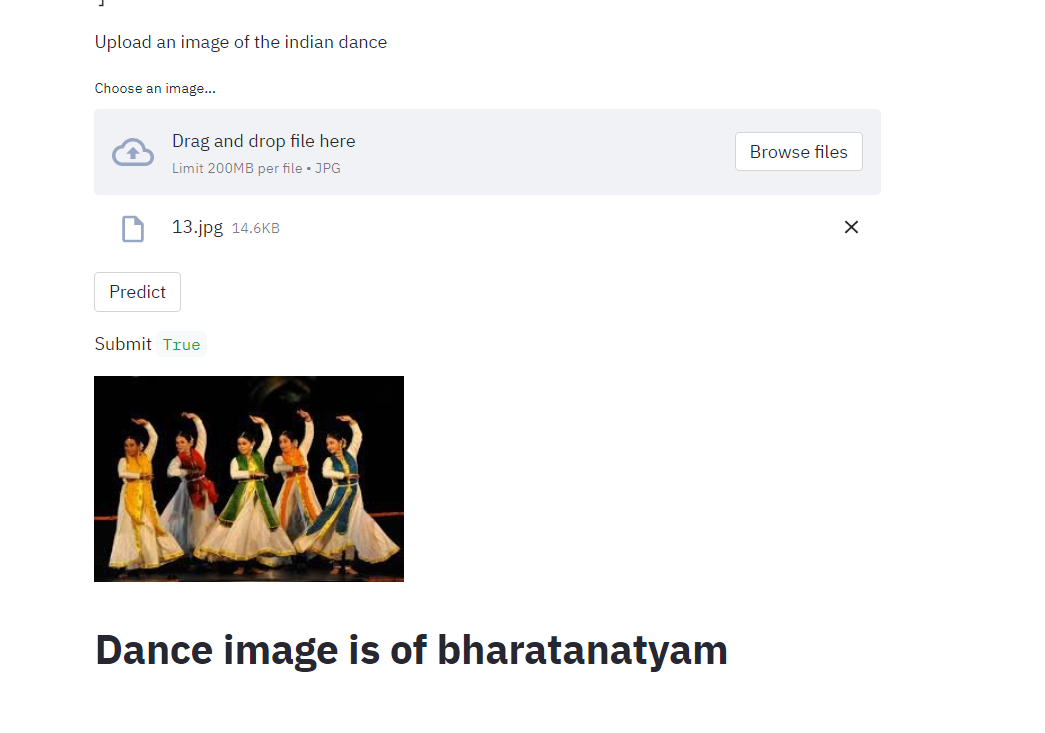 ]
Upload an image of the indian dance
Choose an image...
Drag and drop file here
Limit 200MB per file • JPG
Browse files
13.jpg 14.6KB
Predict
Submit True
Dance image is of bharatanatyam